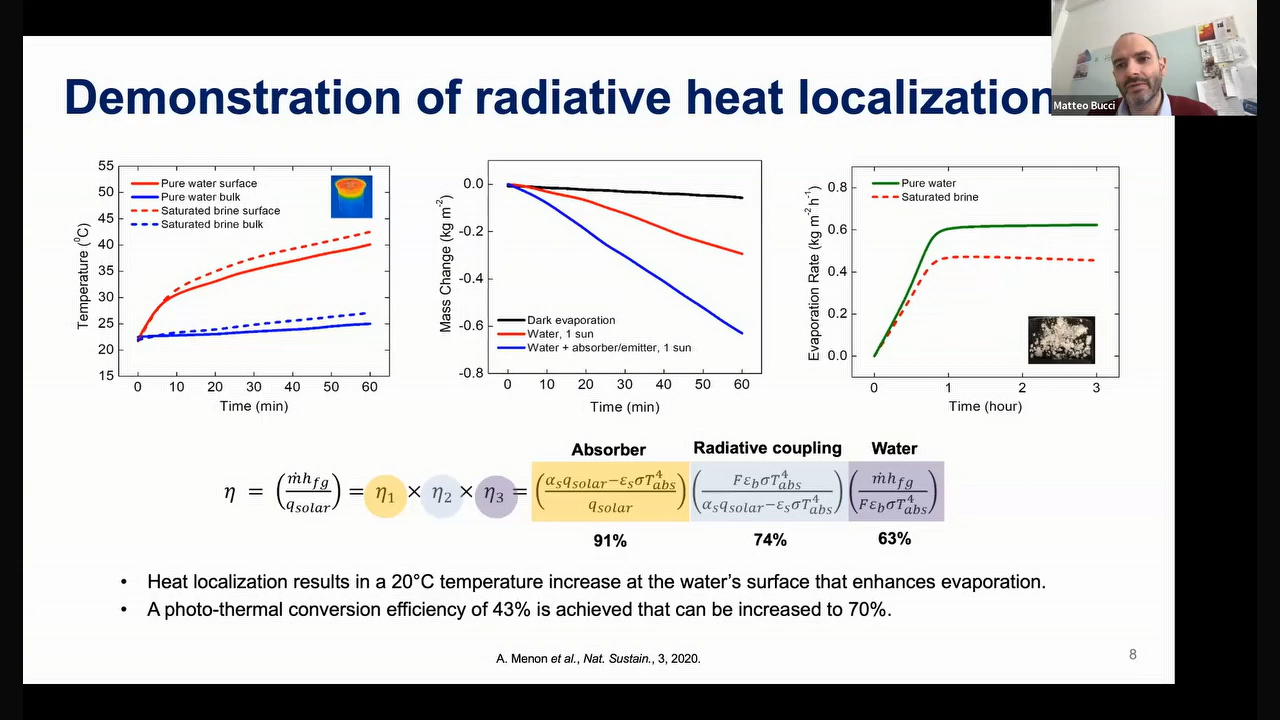 Demonstration of radiative heat localization
Matteo Bucci
55
50
45
40
35
30
25
20
15
Temperature (⁰C)
Pure water surface
Pure water bulk
Saturated brine surface
Saturated brine bulk
0 10 20 30 40 50 60
Time (min)
0.0
-0.2
-0.4
-0.6
-0.8
Mass Change (kg m⁻²)
Dark evaporation
Water, 1 sun
Water + absorber/emitter, 1 sun
0 10 20 30 40 50 60
Time (min)
0.8
0.6
0.4
0.2
0.0
Evaporation Rate (kg m⁻² h⁻¹)
Pure water
Saturated brine
0 1 2 3
Time (hour)
Absorber Radiative coupling Water
η = (ṁh_fg / q_solar) = η₁ × η₂ × η₃ = (α_s q_solar − ε_s σT⁴_abs / q_solar) (Fε_b σT⁴_abs / α_s q_solar − ε_s σT⁴_abs) (ṁh_fg / Fε_b σT⁴_abs)
91% 74% 63%
• Heat localization results in a 20°C temperature increase at the water’s surface that enhances evaporation.
• A photo-thermal conversion efficiency of 43% is achieved that can be increased to 70%.
A. Menon et al., Nat. Sustain., 3, 2020.
8